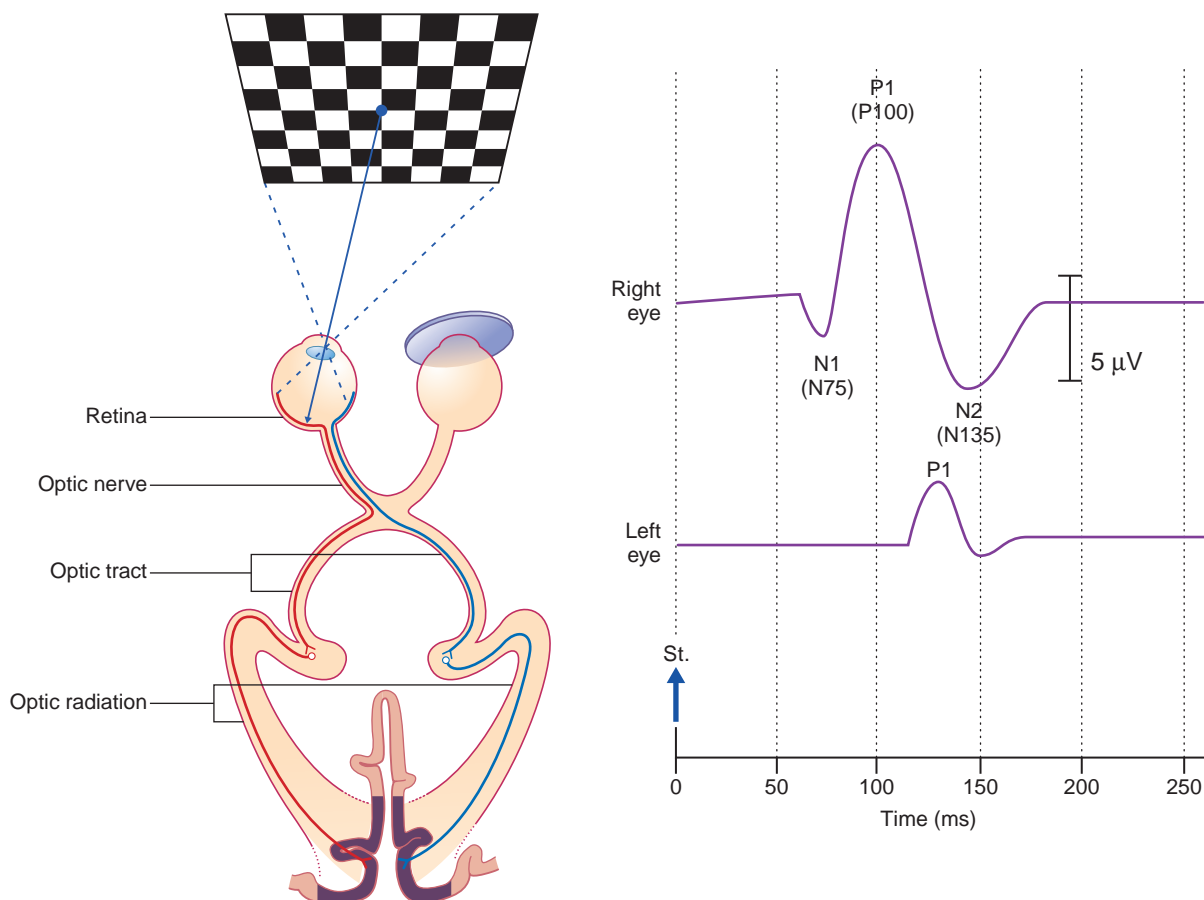 Retina
Optic nerve
Optic tract
Optic radiation
P1
(P100)
Right
eye
N1
(N75)
5 μV
N2
(N135)
P1
Left
eye
St.
0 50 100 150 200 250
Time (ms)